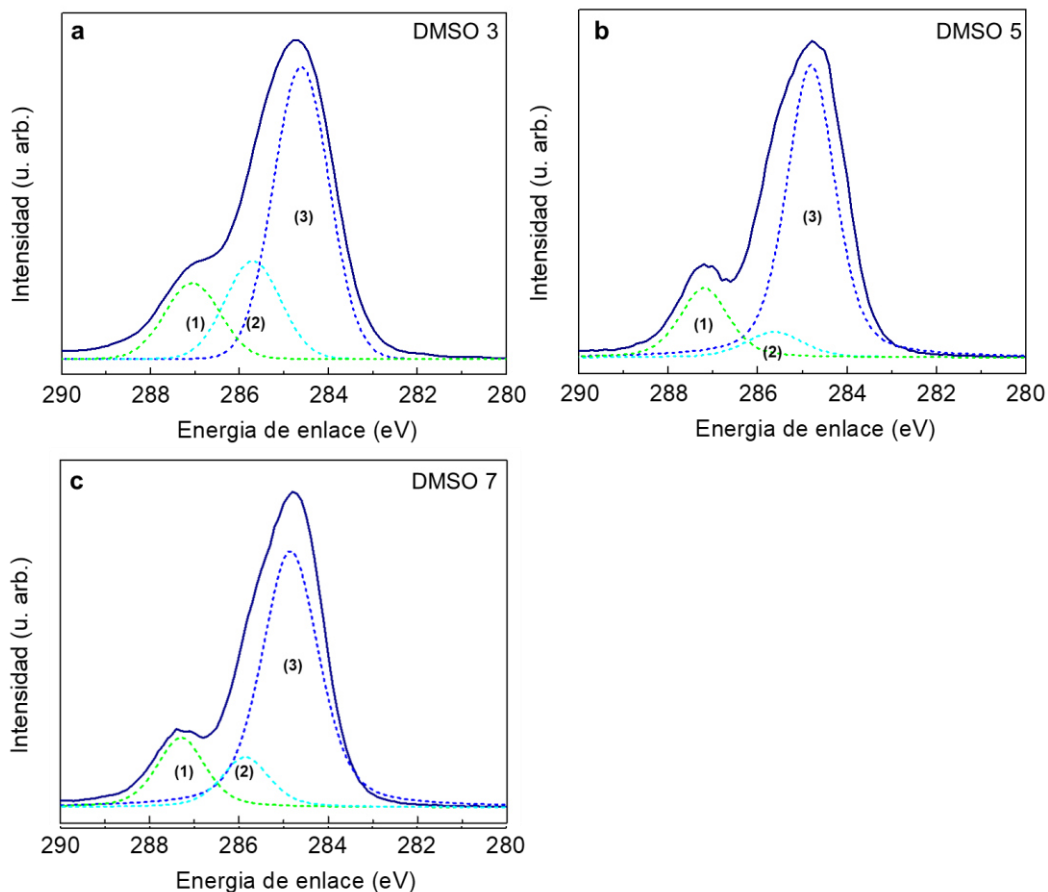 a
DMSO 3
Intensidad (u. arb.)
(1)
(2)
(3)
290 288 286 284 282 280
Energia de enlace (eV)
b
DMSO 5
Intensidad (u. arb.)
(1)
(2)
(3)
290 288 286 284 282 280
Energia de enlace (eV)
c
DMSO 7
Intensidad (u. arb.)
(1)
(2)
(3)
290 288 286 284 282 280
Energia de enlace (eV)